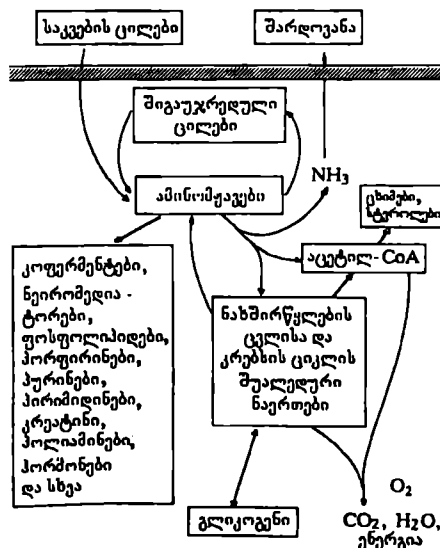 საკვების ცილები
შარდოვანა
შიგაუჯრედული
ცილები
NH₃
ამინომჟავები
ცხიმები,
სტეროლები
აცეტილ-CoA
კოფერმენტები,
ნეირომედია-
ტორები,
ფოსფოლიპიდები,
პორფირინები,
პურინები,
პირიმიდინები,
კრეატინი,
პოლიამინები,
ჰორმონები
და სხვა
ნახშირწყლების
ცვლისა და
კრებსის ციკლის
შუალედური
ნაერთები
გლიკოგენი
O₂
CO₂, H₂O,
ენერგია